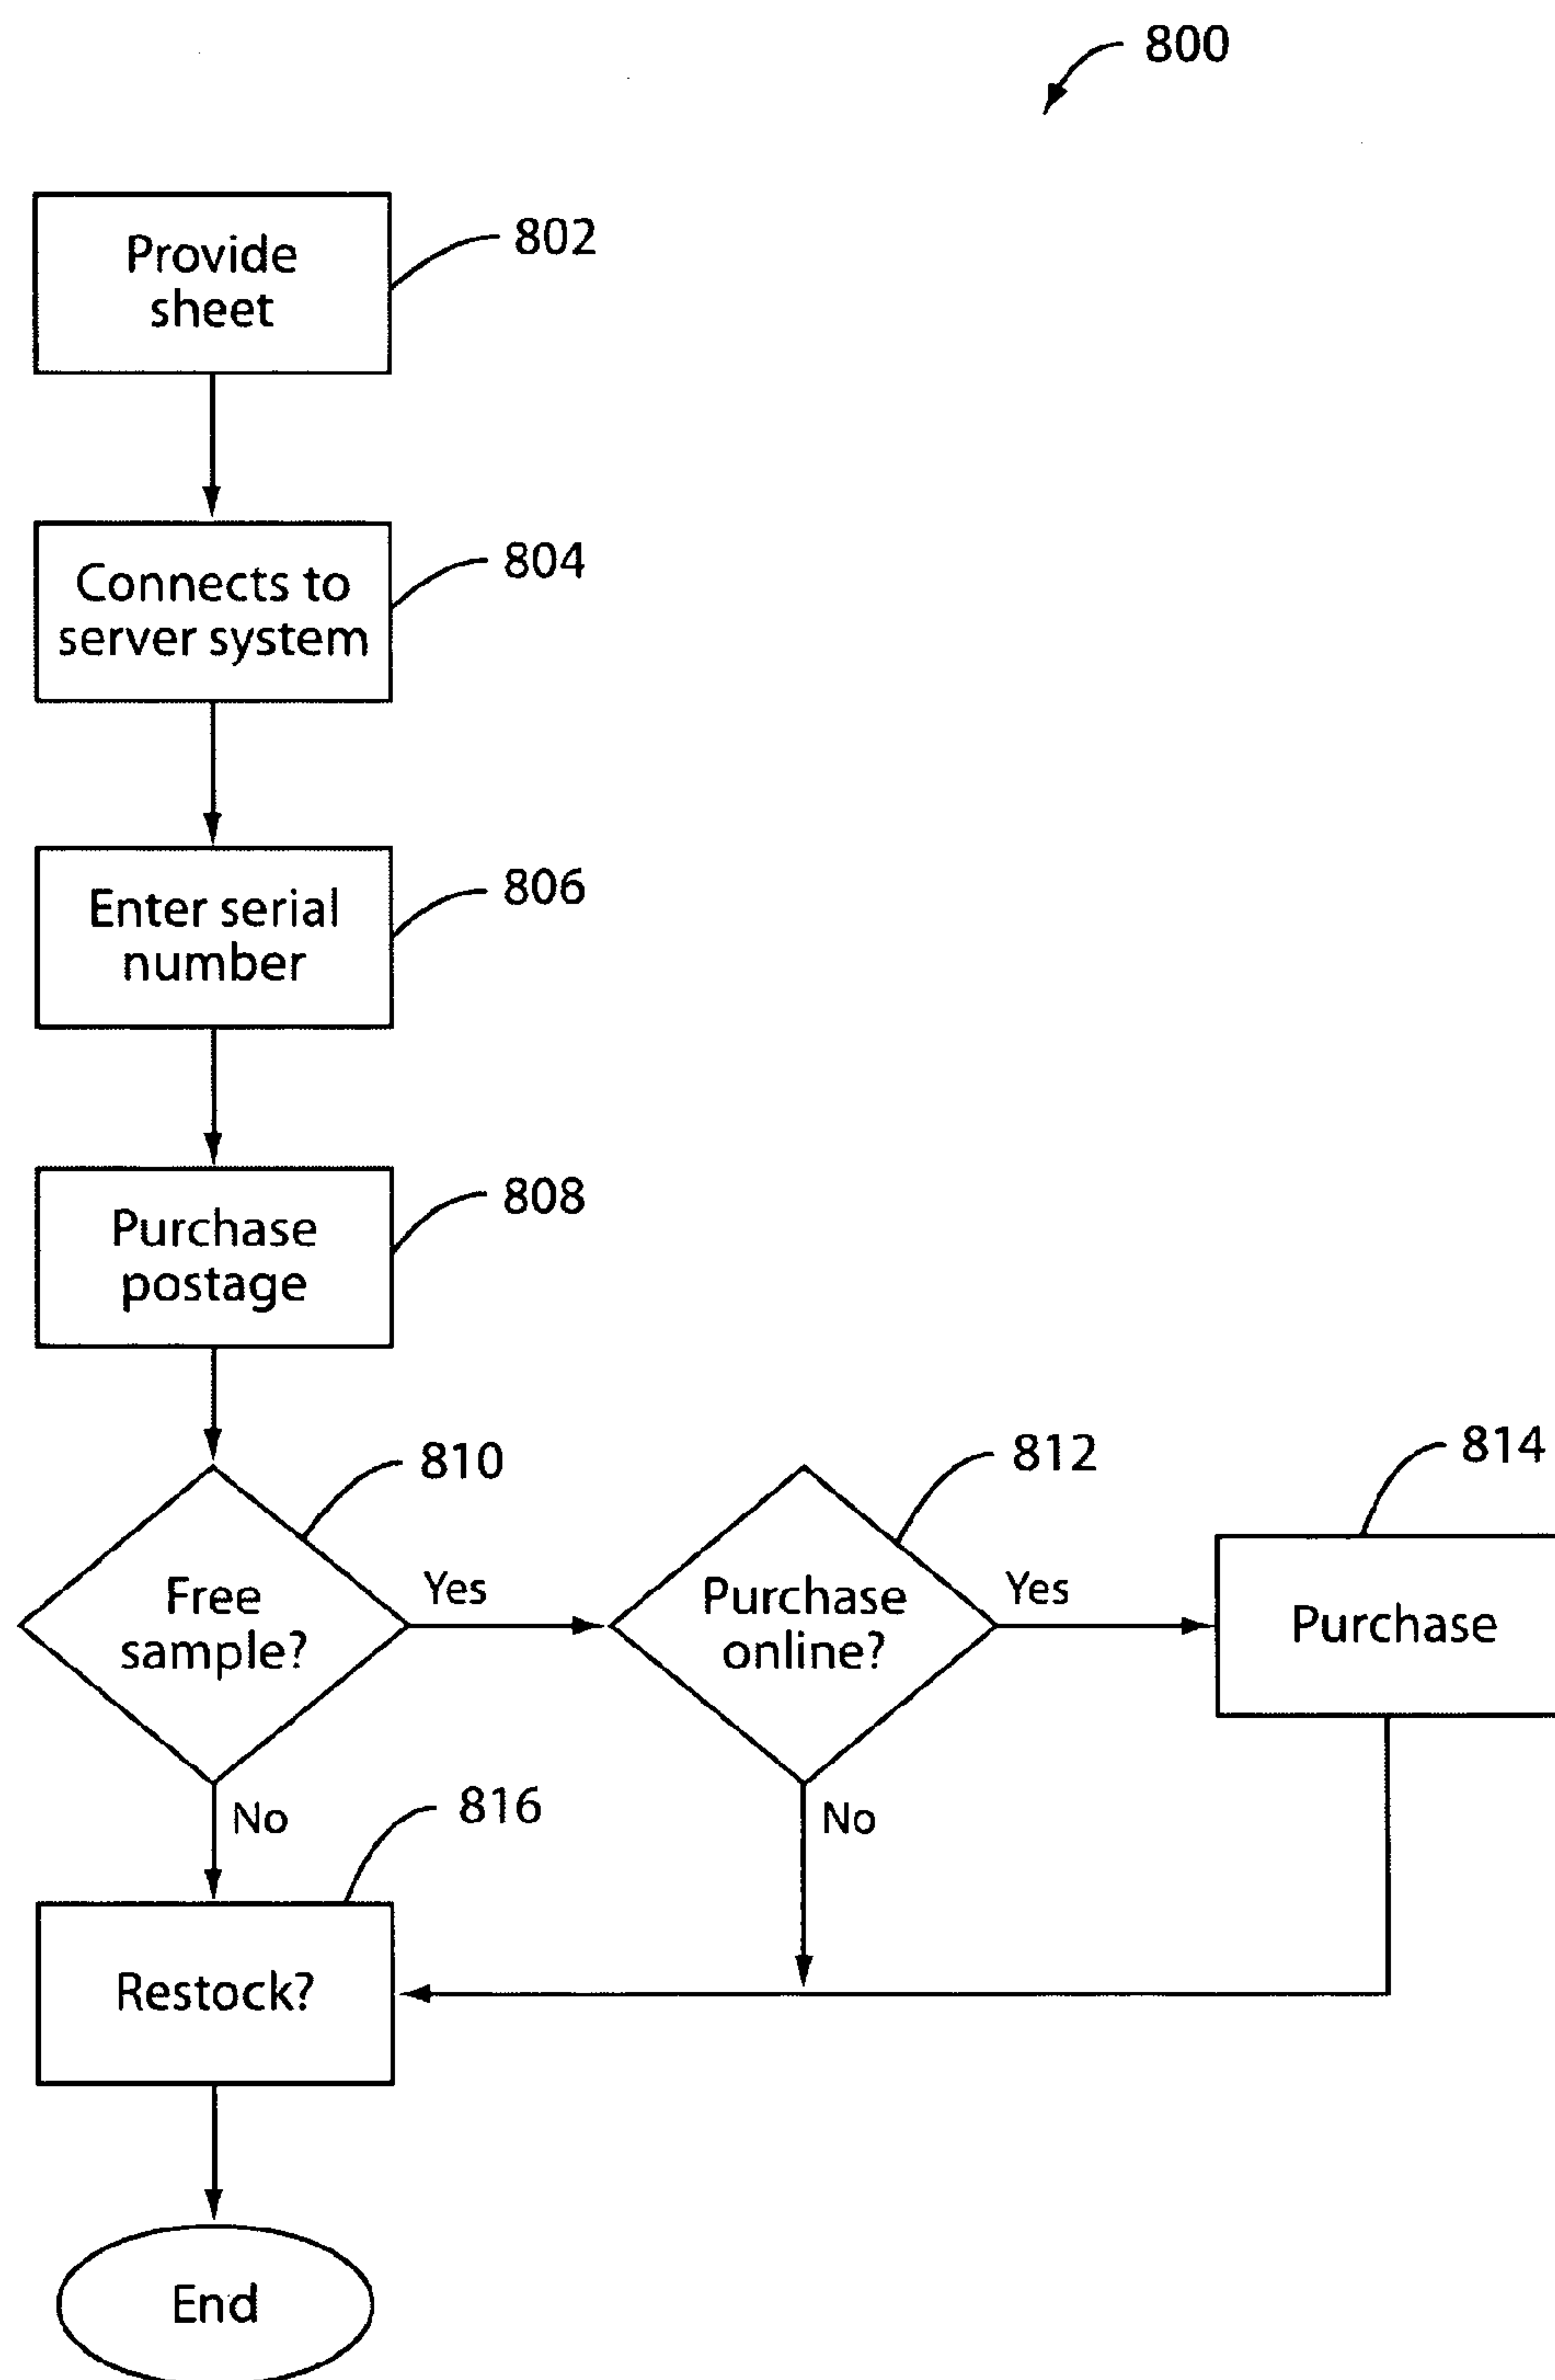 800
Provide
sheet
802
Connects to
server system
804
Enter serial
number
806
Purchase
postage
808
810
812
814
Free
sample?
Yes
Purchase
online?
Yes
Purchase
No
816
No
Restock?
End